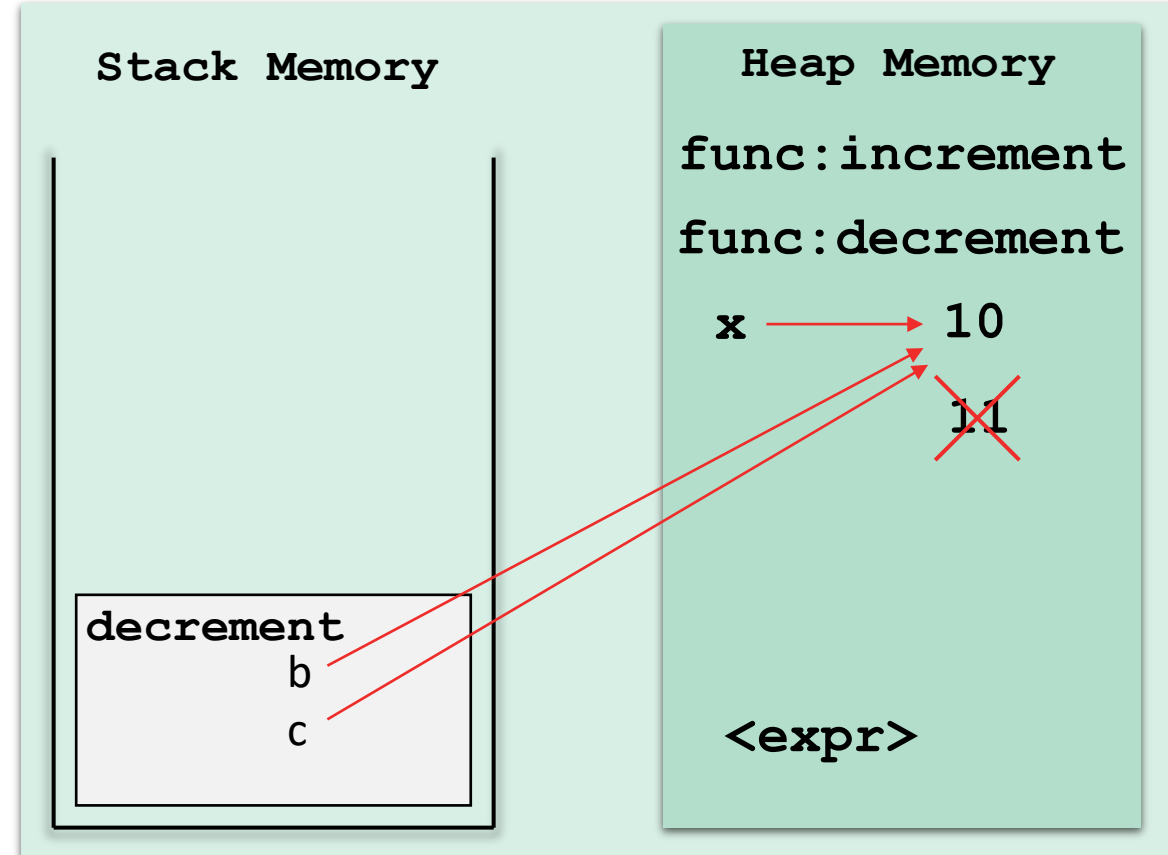 Stack Memory
decrement
b
c
Heap Memory
func:increment
func:decrement
x 10
11
<expr>